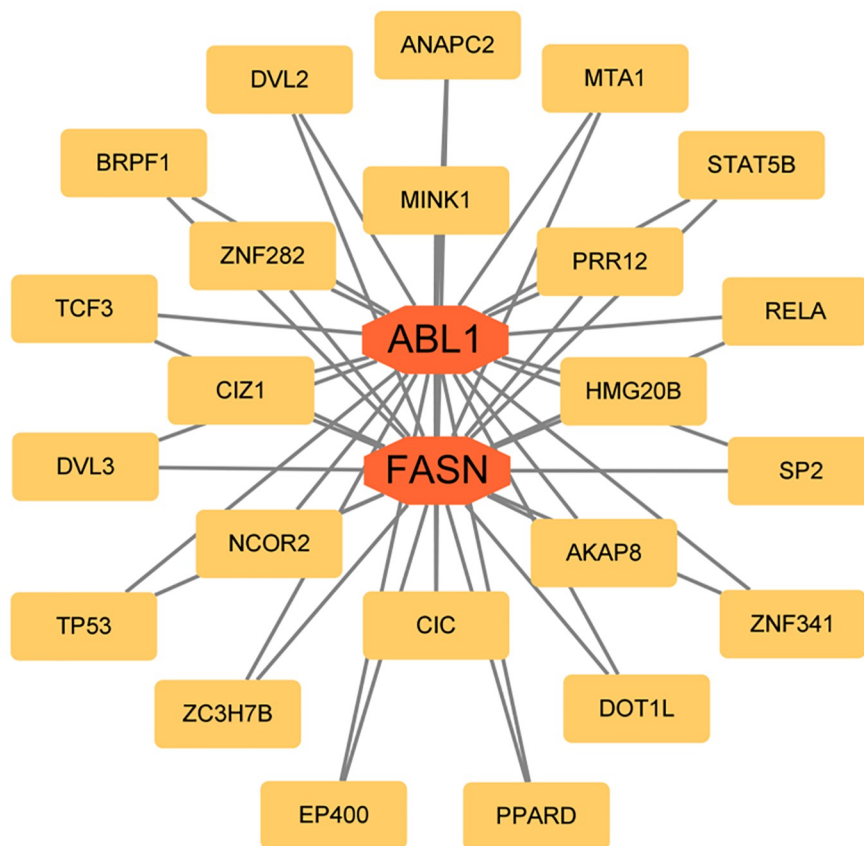 ANAPC2
DVL2
MTA1
BRPF1
STAT5B
MINK1
ZNF282
PRR12
TCF3
RELA
ABL1
CIZ1
HMG20B
DVL3
FASN
SP2
NCOR2
AKAP8
TP53
CIC
ZNF341
ZC3H7B
DOT1L
EP400
PPARD